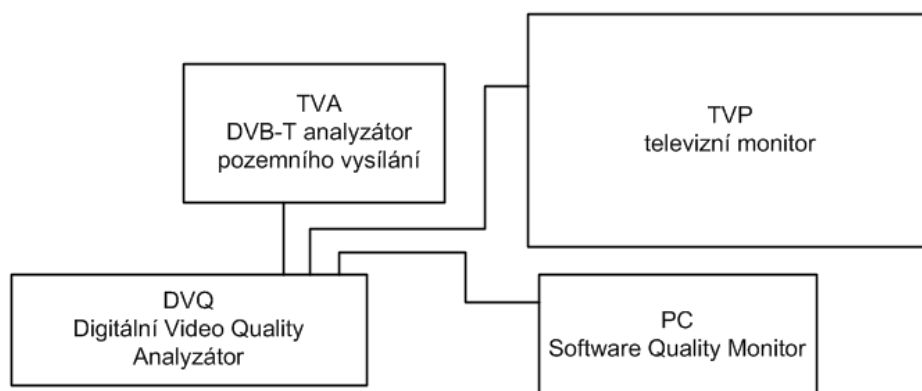 TVA
DVB-T analyzátor
pozemního vysílání
TVP
televizní monitor
DVQ
Digitální Video Quality
Analyzátor
PC
Software Quality Monitor